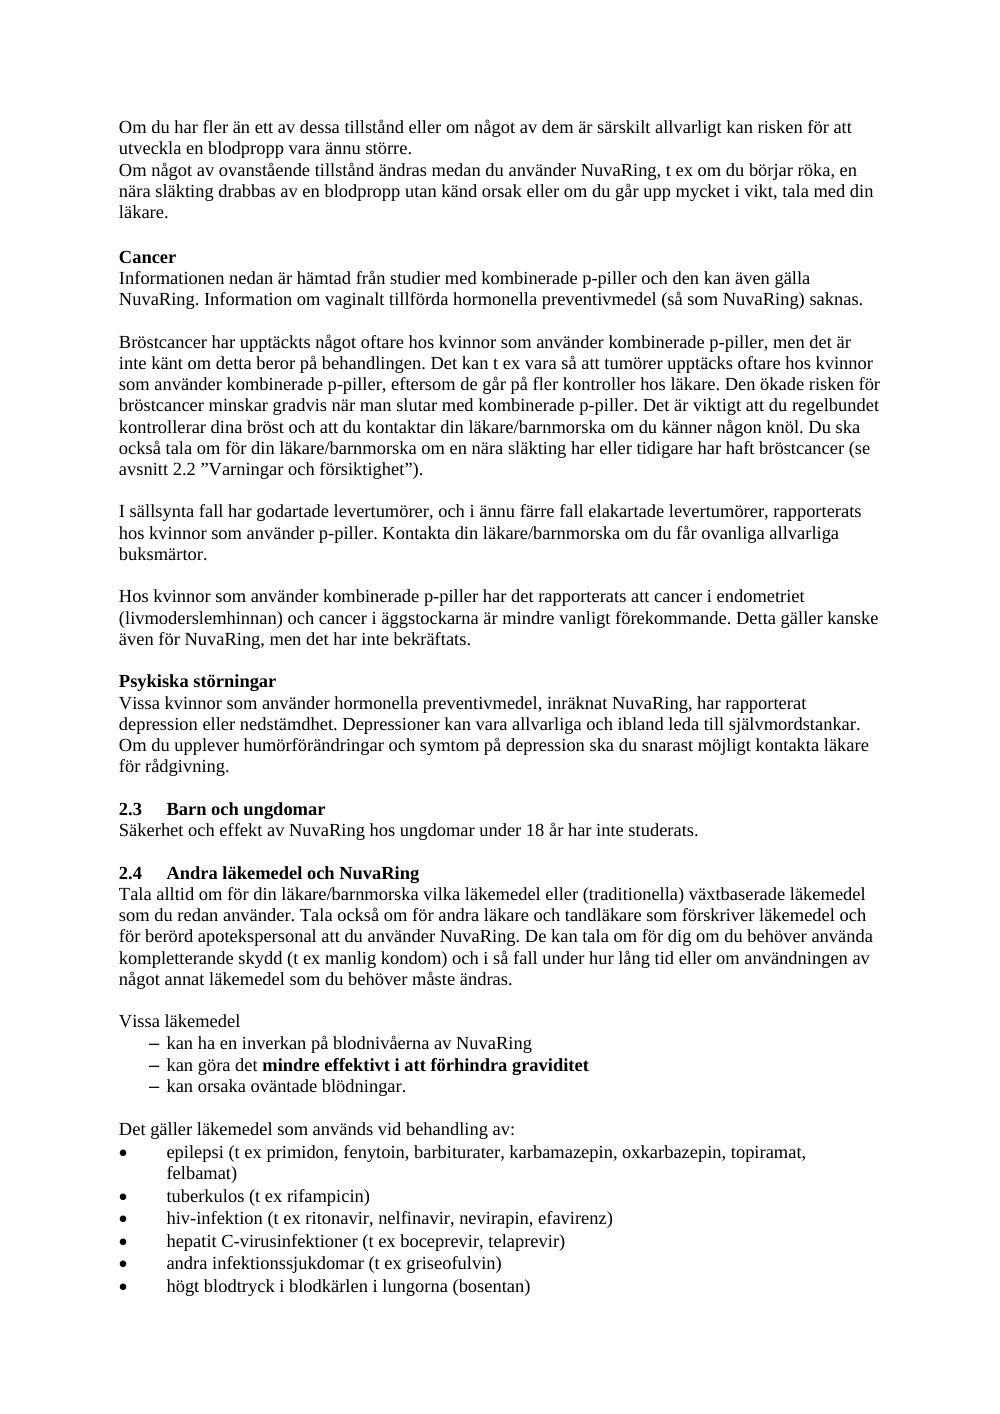 Om du har fler än ett av dessa tillstånd eller om något av dem är särskilt allvarligt kan risken för att
utveckla en blodpropp vara ännu större.
Om något av ovanstående tillstånd ändras medan du använder NuvaRing, t ex om du börjar röka, en
nära släkting drabbas av en blodpropp utan känd orsak eller om du går upp mycket i vikt, tala med din
läkare.
Cancer
Informationen nedan är hämtad från studier med kombinerade p-piller och den kan även gälla
NuvaRing. Information om vaginalt tillförda hormonella preventivmedel (så som NuvaRing) saknas.
Bröstcancer har upptäckts något oftare hos kvinnor som använder kombinerade p-piller, men det är
inte känt om detta beror på behandlingen. Det kan t ex vara så att tumörer upptäcks oftare hos kvinnor
som använder kombinerade p-piller, eftersom de går på fler kontroller hos läkare. Den ökade risken för
bröstcancer minskar gradvis när man slutar med kombinerade p-piller. Det är viktigt att du regelbundet
kontrollerar dina bröst och att du kontaktar din läkare/barnmorska om du känner någon knöl. Du ska
också tala om för din läkare/barnmorska om en nära släkting har eller tidigare har haft bröstcancer (se
avsnitt 2.2 ”Varningar och försiktighet”).
I sällsynta fall har godartade levertumörer, och i ännu färre fall elakartade levertumörer, rapporterats
hos kvinnor som använder p-piller. Kontakta din läkare/barnmorska om du får ovanliga allvarliga
buksmärtor.
Hos kvinnor som använder kombinerade p-piller har det rapporterats att cancer i endometriet
(livmoderslemhinnan) och cancer i äggstockarna är mindre vanligt förekommande. Detta gäller kanske
även för NuvaRing, men det har inte bekräftats.
Psykiska störningar
Vissa kvinnor som använder hormonella preventivmedel, inräknat NuvaRing, har rapporterat
depression eller nedstämdhet. Depressioner kan vara allvarliga och ibland leda till självmordstankar.
Om du upplever humörförändringar och symtom på depression ska du snarast möjligt kontakta läkare
för rådgivning.
2.3 Barn och ungdomar
Säkerhet och effekt av NuvaRing hos ungdomar under 18 år har inte studerats.
2.4 Andra läkemedel och NuvaRing
Tala alltid om för din läkare/barnmorska vilka läkemedel eller (traditionella) växtbaserade läkemedel
som du redan använder. Tala också om för andra läkare och tandläkare som förskriver läkemedel och
för berörd apotekspersonal att du använder NuvaRing. De kan tala om för dig om du behöver använda
kompletterande skydd (t ex manlig kondom) och i så fall under hur lång tid eller om användningen av
något annat läkemedel som du behöver måste ändras.
Vissa läkemedel
– kan ha en inverkan på blodnivåerna av NuvaRing
– kan göra det mindre effektivt i att förhindra graviditet
– kan orsaka oväntade blödningar.
Det gäller läkemedel som används vid behandling av:
• epilepsi (t ex primidon, fenytoin, barbiturater, karbamazepin, oxkarbazepin, topiramat,
felbamat)
• tuberkulos (t ex rifampicin)
• hiv-infektion (t ex ritonavir, nelfinavir, nevirapin, efavirenz)
• hepatit C-virusinfektioner (t ex boceprevir, telaprevir)
• andra infektionssjukdomar (t ex griseofulvin)
• högt blodtryck i blodkärlen i lungorna (bosentan)